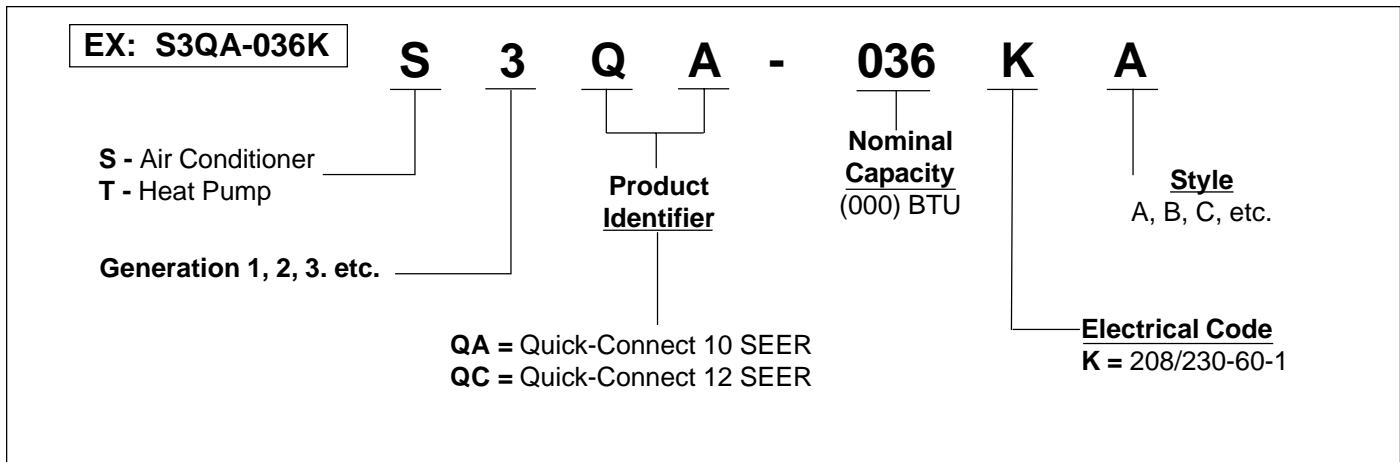 EX: S3QA-036K
S 3 Q A - 036 K A
S - Air Conditioner
T - Heat Pump
Generation 1, 2, 3. etc.
Product
Identifier
QA = Quick-Connect 10 SEER
QC = Quick-Connect 12 SEER
Nominal
Capacity
(000) BTU
Style
A, B, C, etc.
Electrical Code
K = 208/230-60-1